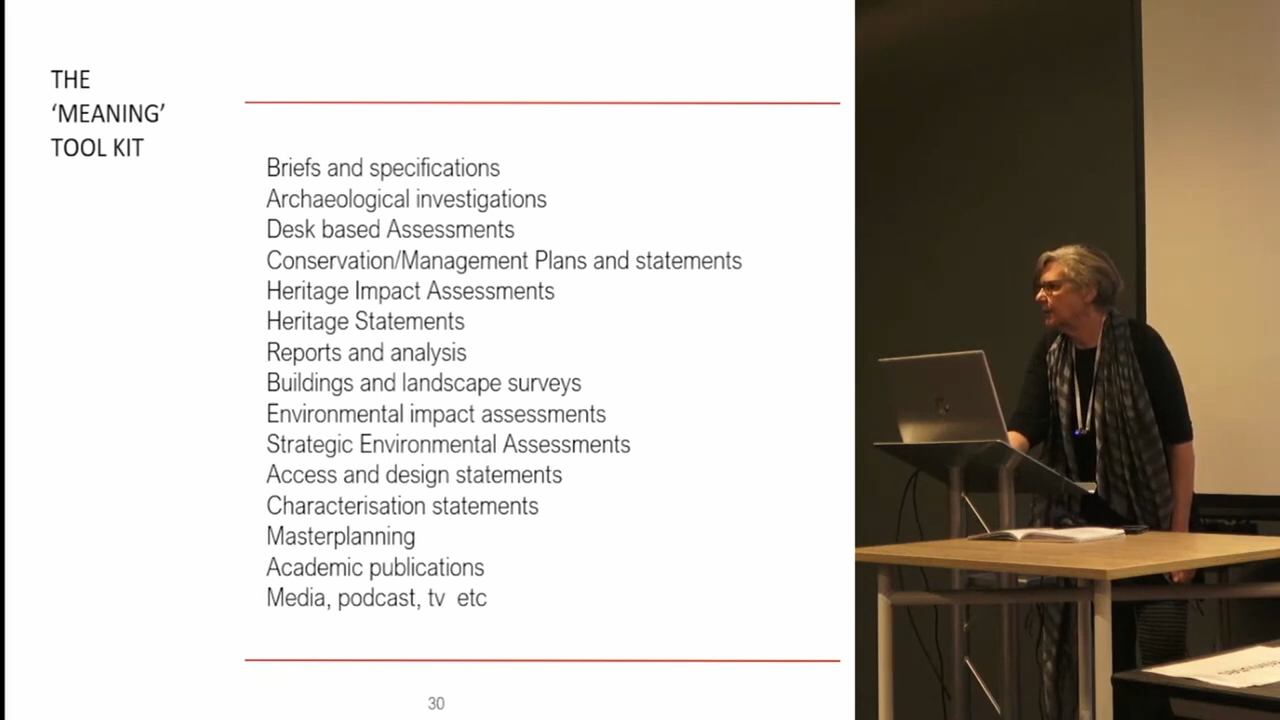 THE
‘MEANING’
TOOL KIT
Briefs and specifications
Archaeological investigations
Desk based Assessments
Conservation/Management Plans and statements
Heritage Impact Assessments
Heritage Statements
Reports and analysis
Buildings and landscape surveys
Environmental impact assessments
Strategic Environmental Assessments
Access and design statements
Characterisation statements
Masterplanning
Academic publications
Media, podcast, tv  etc
30